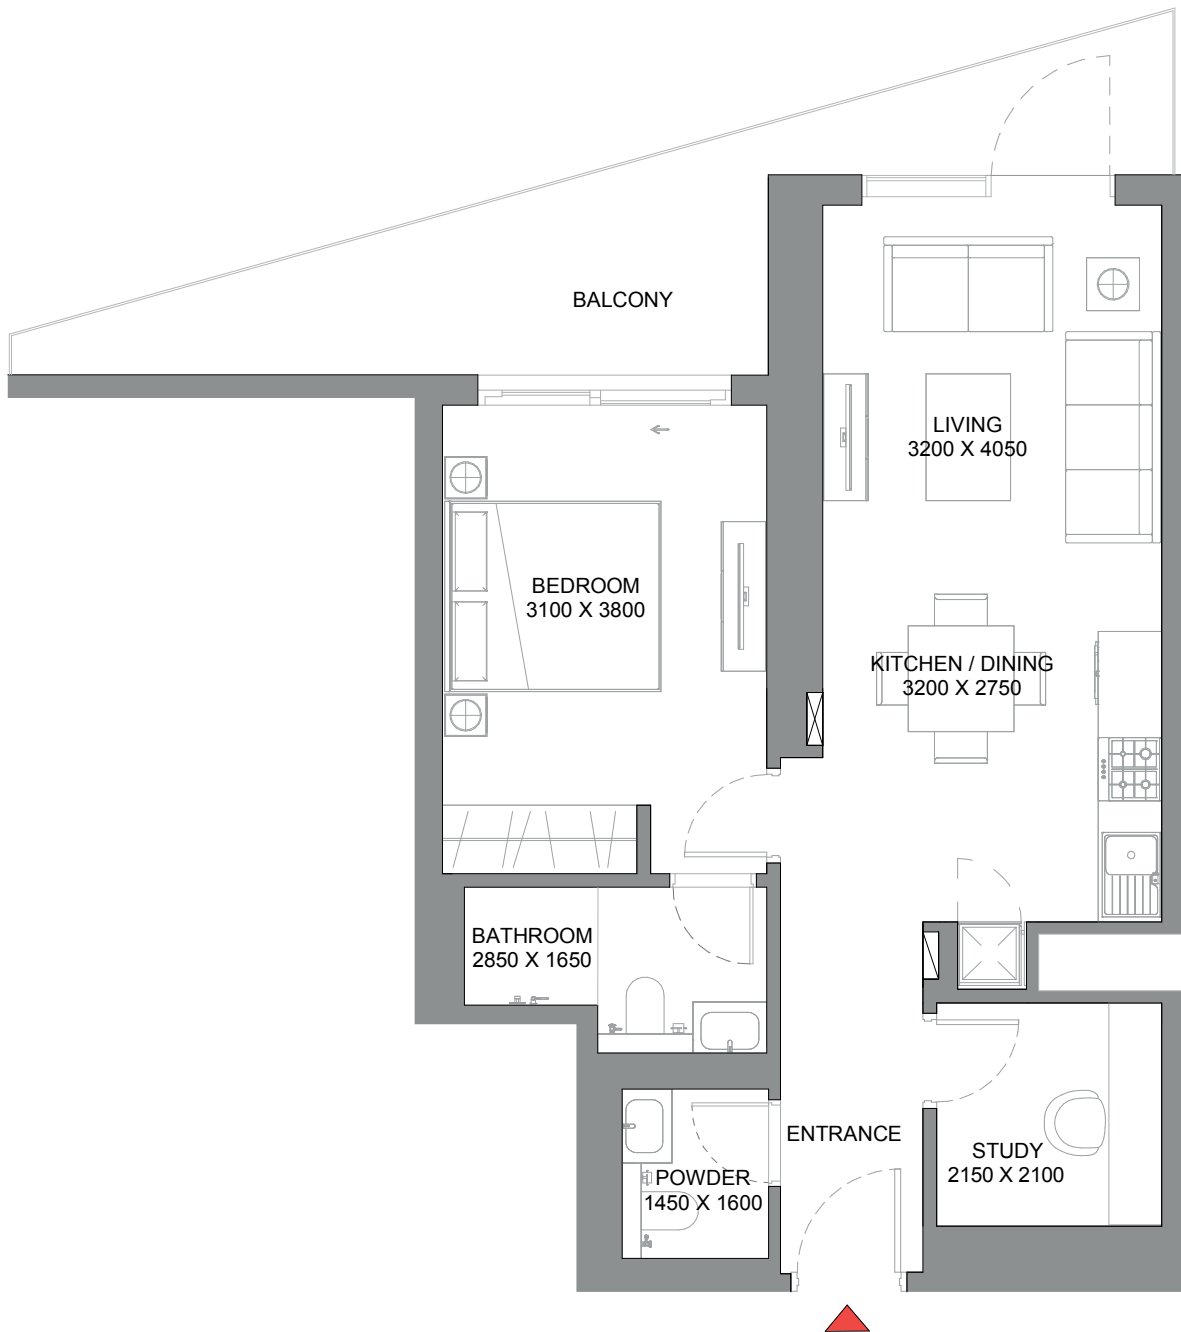 BALCONY
LIVING
3200 X 4050
BEDROOM
3100 X 3800
KITCHEN / DINING
3200 X 2750
BATHROOM
2850 X 1650
ENTRANCE
STUDY
2150 X 2100
POWDER
1450 X 1600